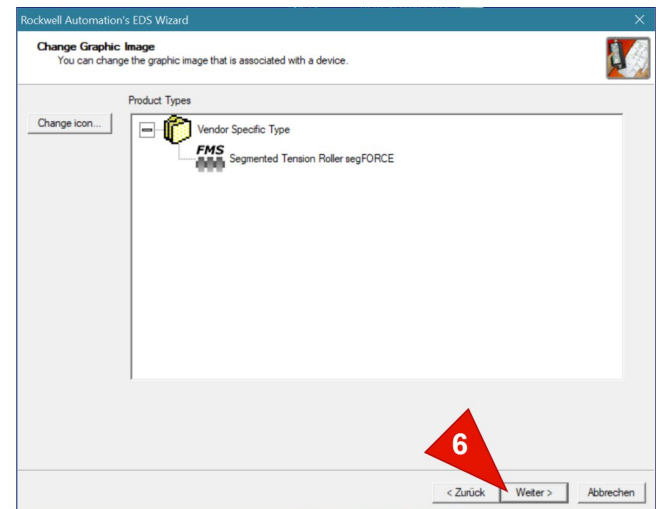 Rockwell Automation's EDS Wizard
Change Graphic Image
You can change the graphic image that is associated with a device.
Product Types
Change icon...
Vendor Specific Type
FMS
Segmented Tension Roller segFORCE
6
< Zurück
Weiter >
Abbrechen